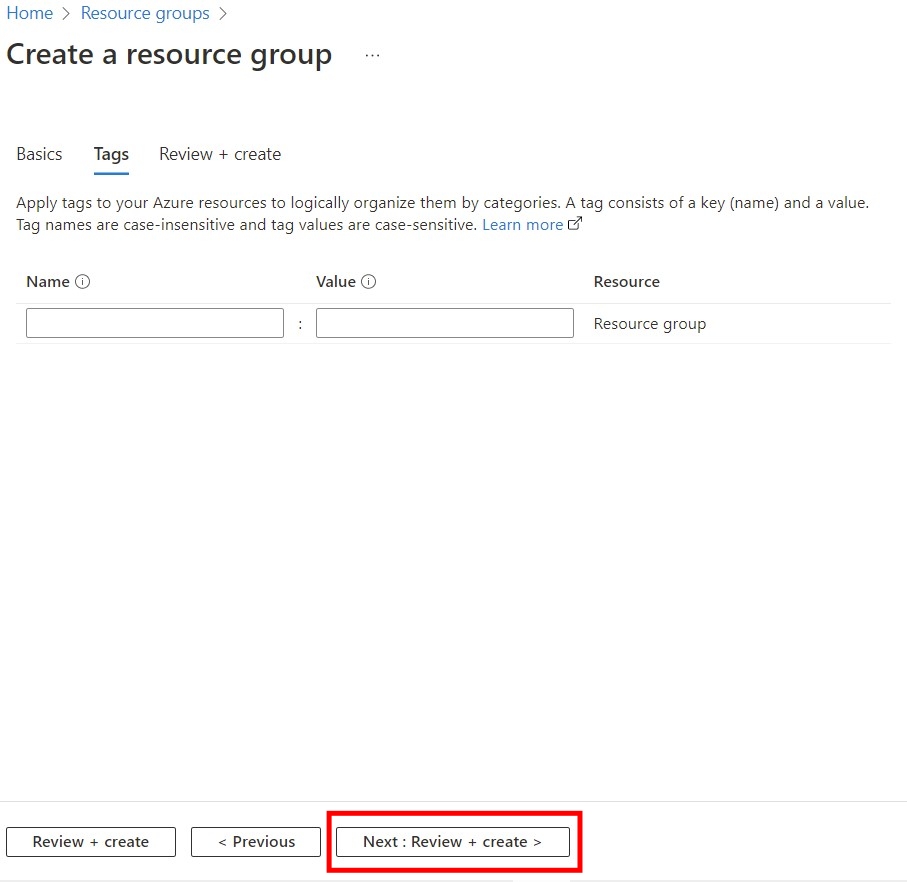 Home > Resource groups >
Create a resource group ...
Basics Tags Review + create
Apply tags to your Azure resources to logically organize them by categories. A tag consists of a key (name) and a value.
Tag names are case-insensitive and tag values are case-sensitive. Learn more
Name Value Resource
: Resource group
Review + create < Previous Next : Review + create >